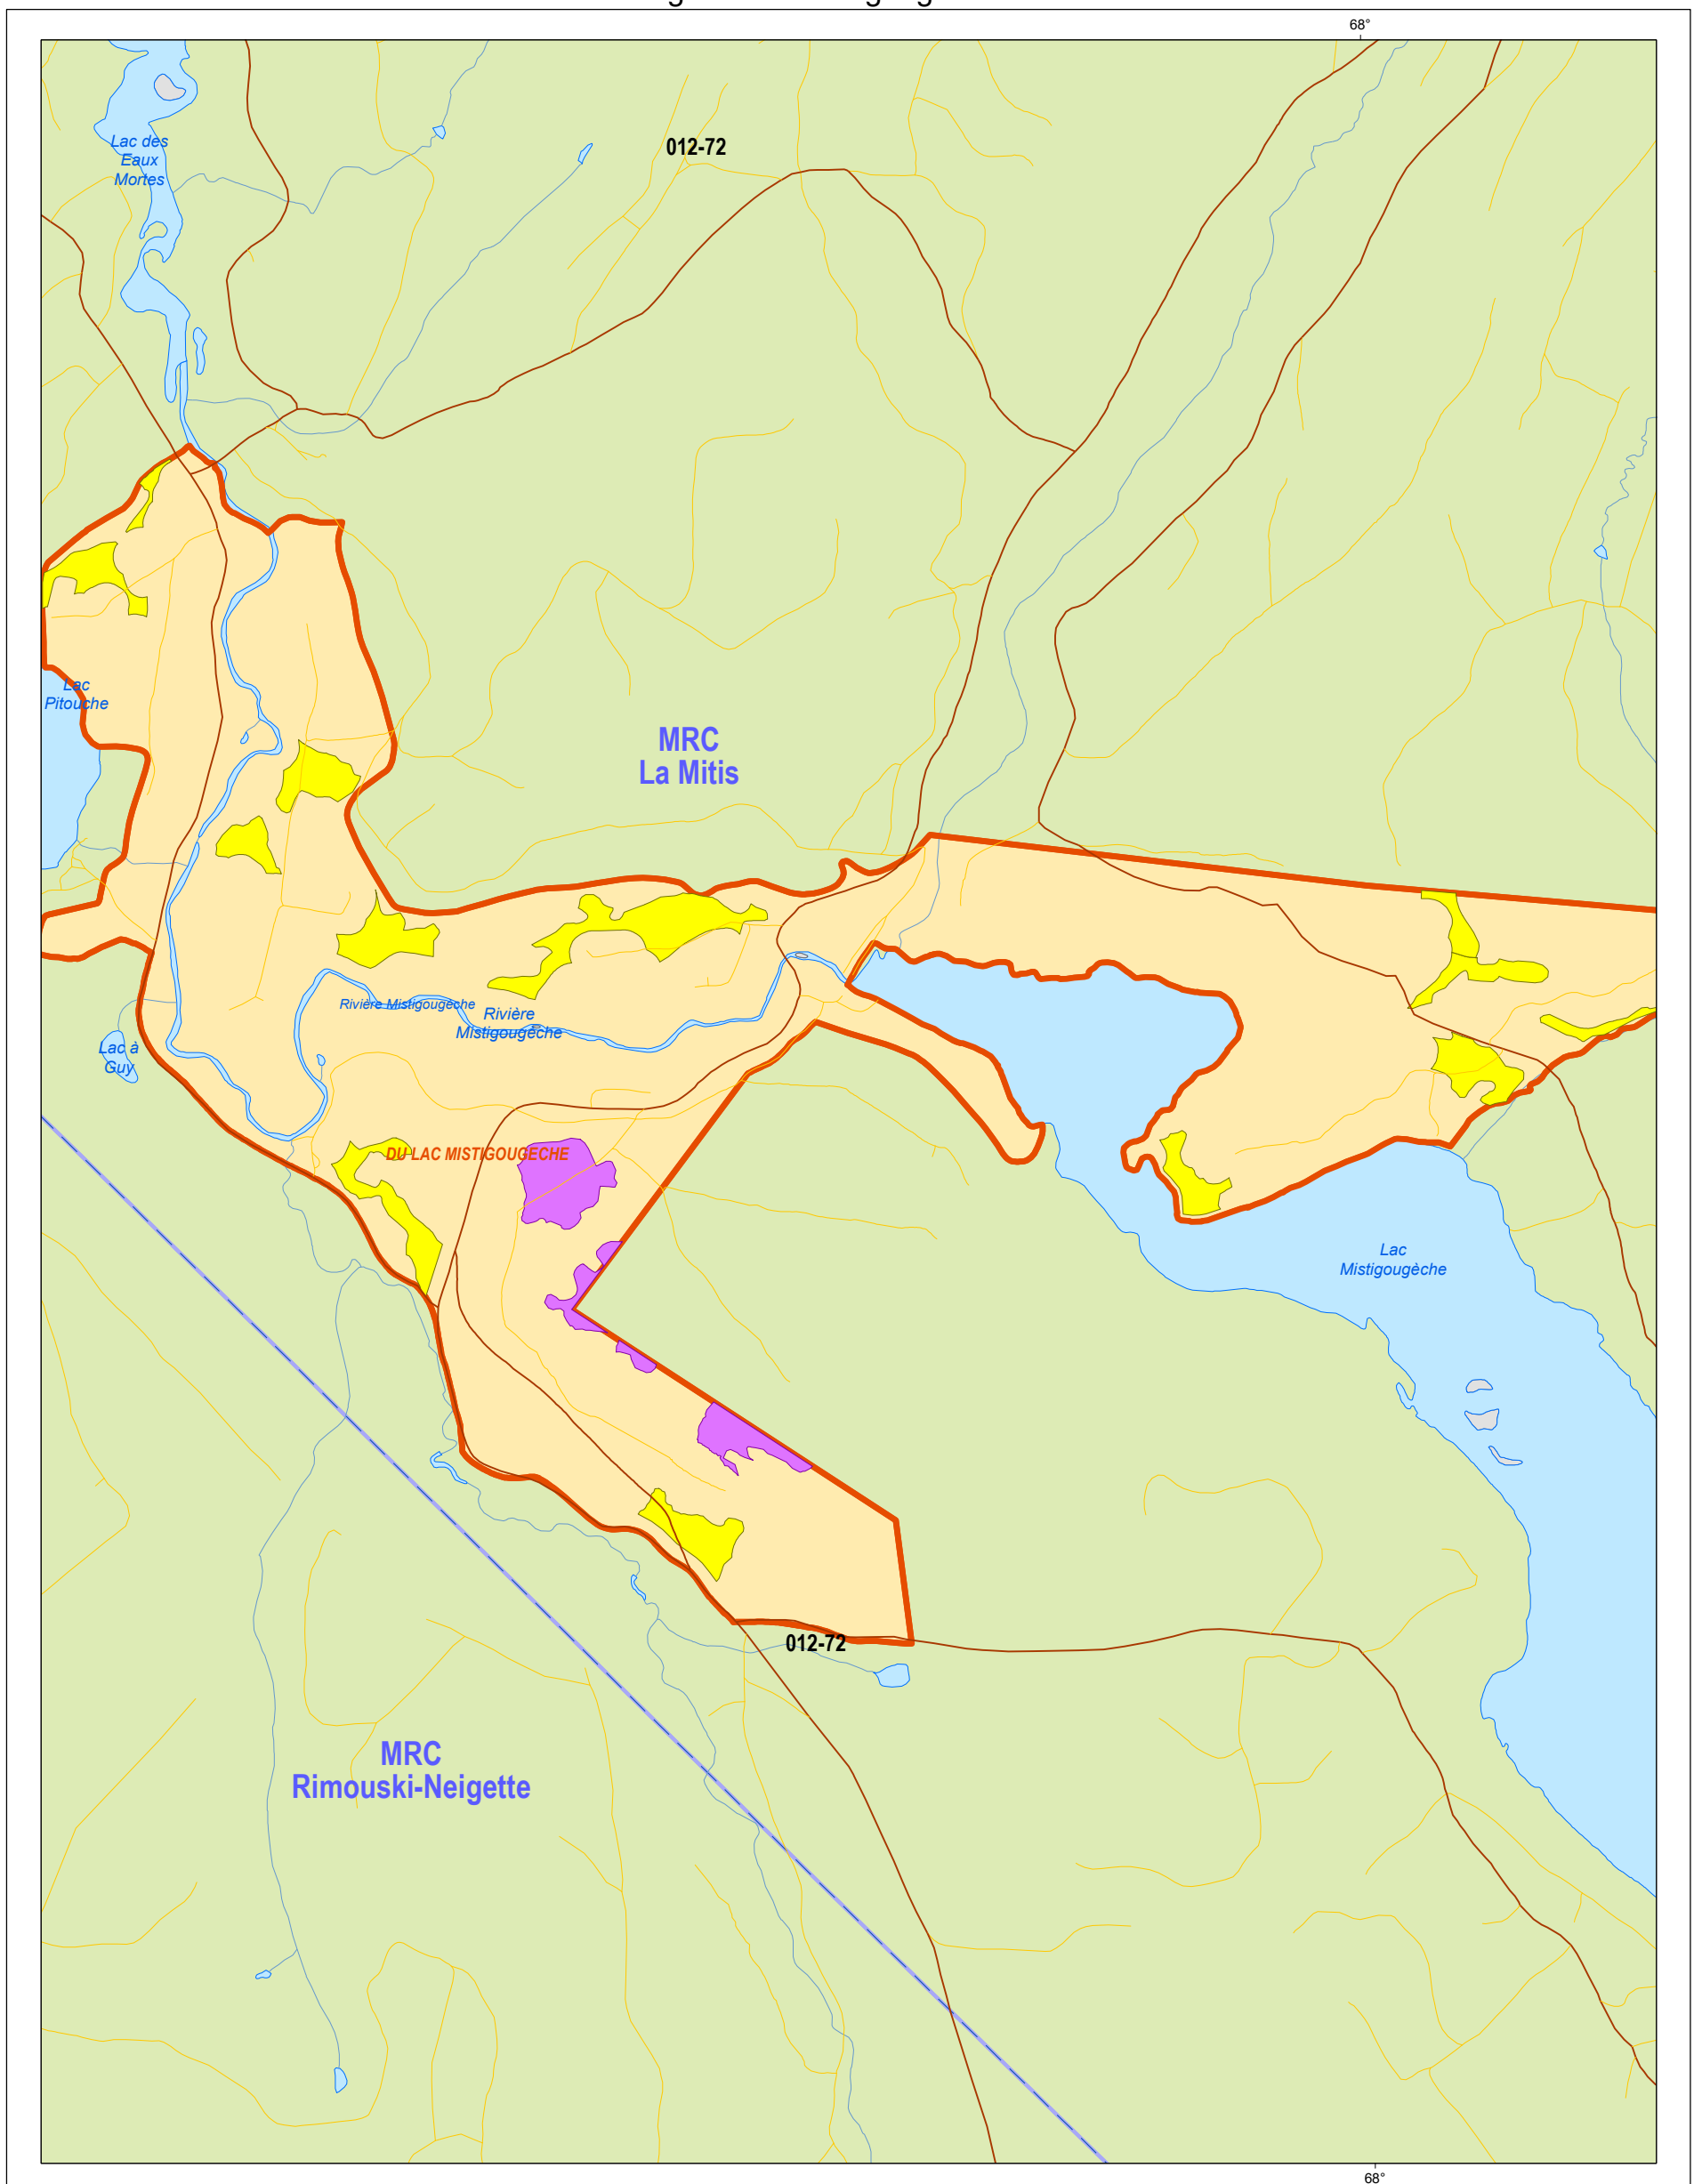 68°
Lac des
Eaux
Mortes
012-72
Lac
Pitouche
MRC
La Mitis
Rivière Mistigougèche
Rivière
Mistigougèche
Lac à
Guy
DU LAC MISTIGOUGECHE
Lac
Mistigougèche
012-72
MRC
Rimouski-Neigette
68°